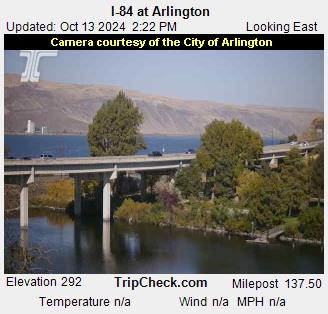 I-84 at Arlington
Updated: Oct 13 2024 2:22 PM Looking East
Camera courtesy of the City of Arlington
Elevation 292 TripCheck.com Milepost 137.50
Temperature n/a Wind n/a MPH n/a